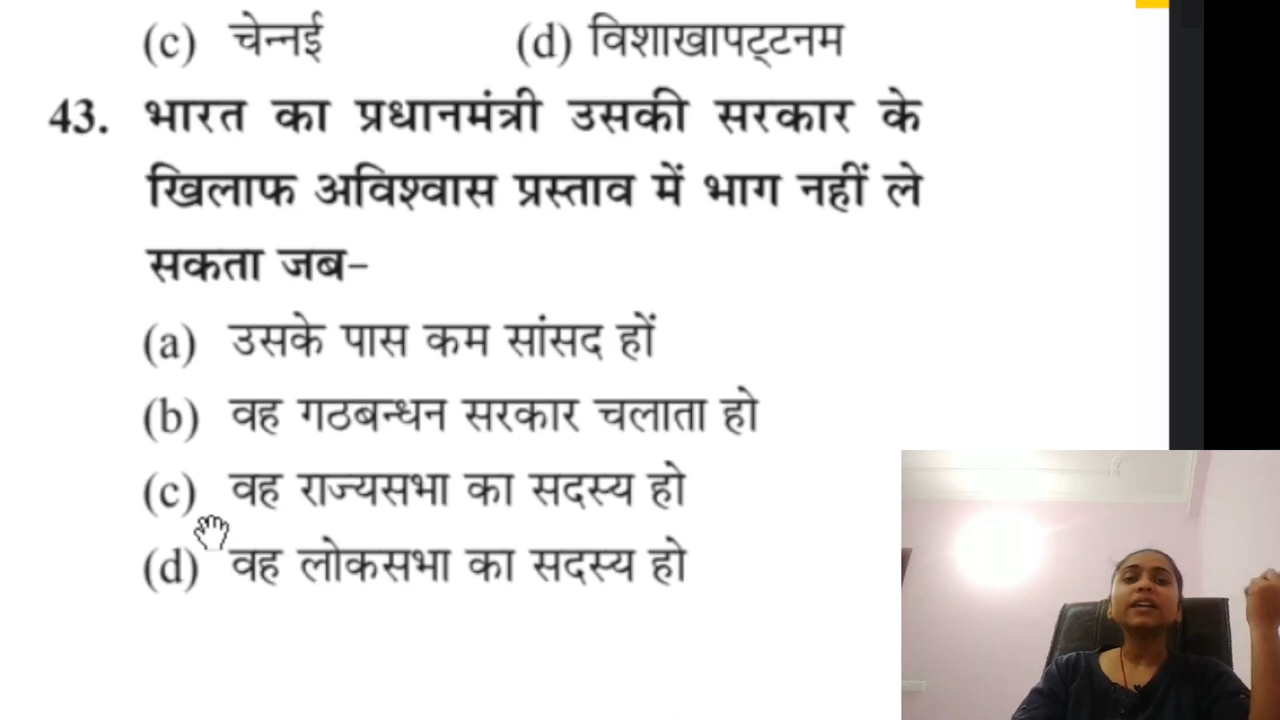 (c) चेन्नई (d) विशाखापट्टनम
43. भारत का प्रधानमंत्री उसकी सरकार के
खिलाफ अविश्वास प्रस्ताव में भाग नहीं ले
सकता जब–
(a) उसके पास कम सांसद हों
(b) वह गठबन्धन सरकार चलाता हो
(c) वह राज्यसभा का सदस्य हो
(d) वह लोकसभा का सदस्य हो